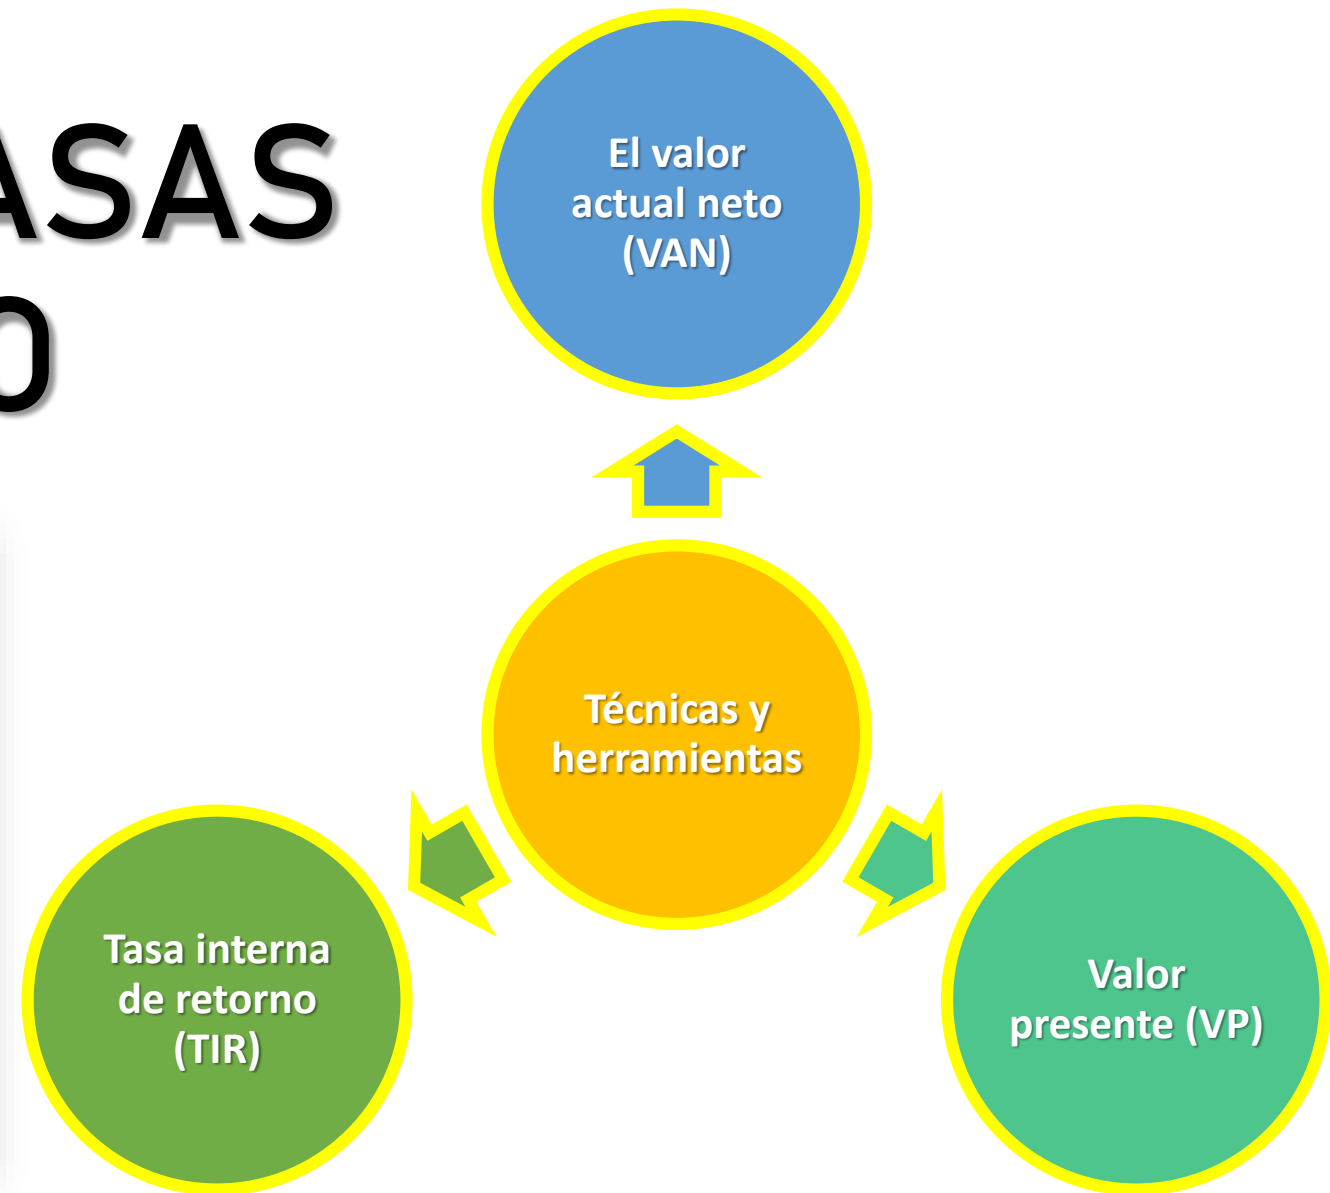 ASAS
O
El valor
actual neto
(VAN)
Técnicas y
herramientas
Tasa interna
de retorno
(TIR)
Valor
presente (VP)